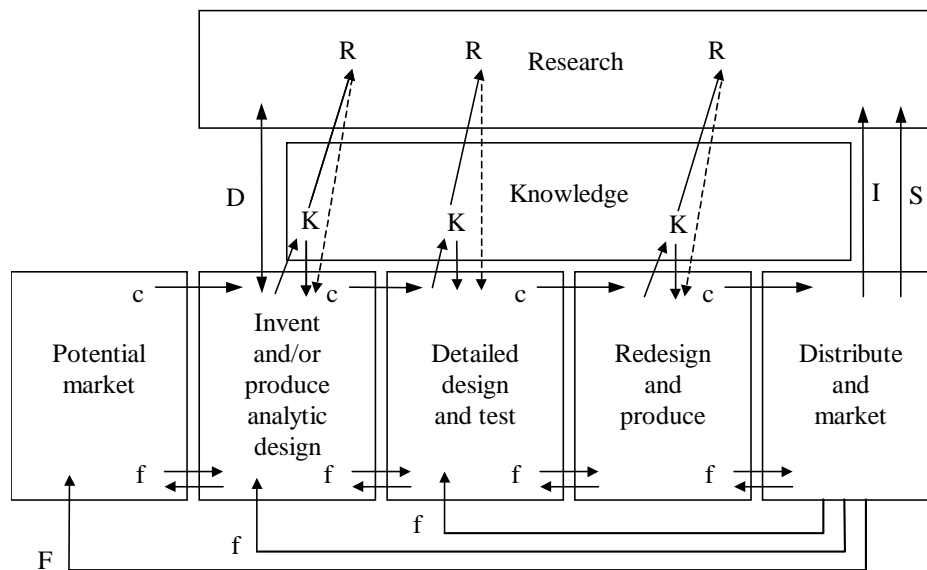 R
R
R
Research
D
Knowledge
I
S
K
K
K
c
c
c
c
Potential
market
Invent
and/or
produce
analytic
design
Detailed
design
and test
Redesign
and
produce
Distribute
and
market
f
f
f
f
f
f
F